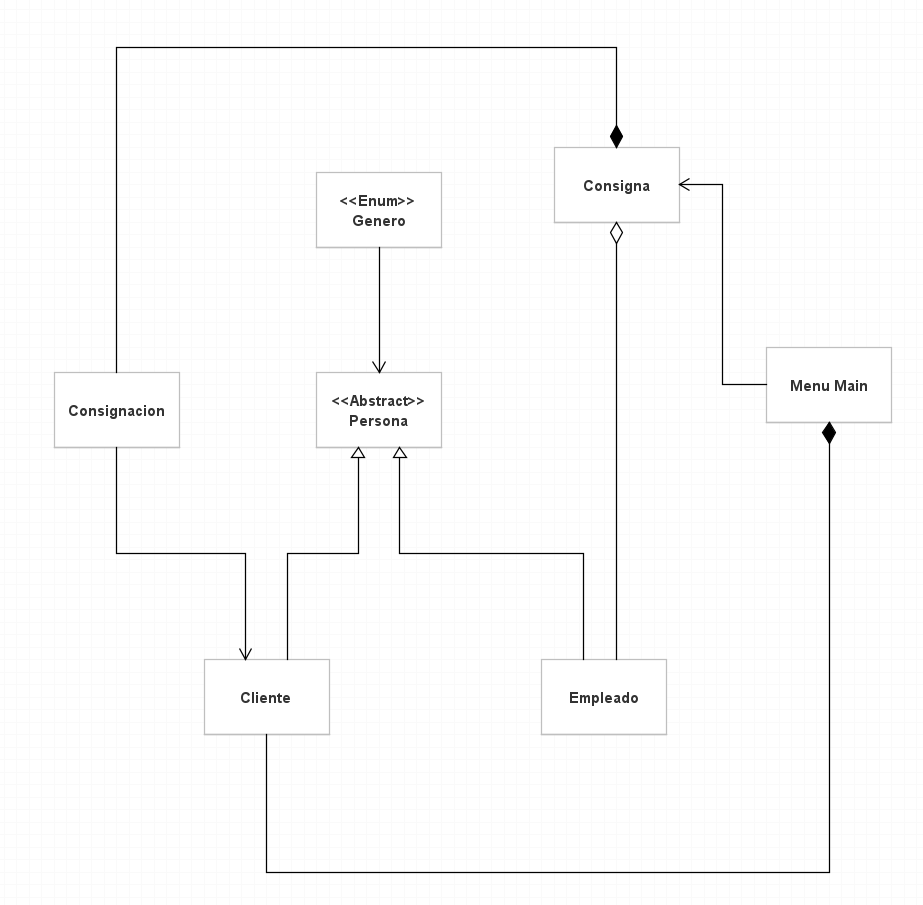 Consigna
<<Enum>>
Genero
Menu Main
Consignacion
<<Abstract>>
Persona
Cliente
Empleado